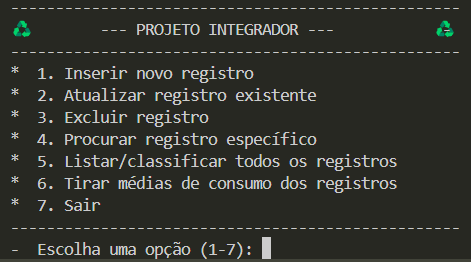 --------------------------------------------------
♻ --- PROJETO INTEGRADOR --- ♻
--------------------------------------------------
* 1. Inserir novo registro
* 2. Atualizar registro existente
* 3. Excluir registro
* 4. Procurar registro específico
* 5. Listar/classificar todos os registros
* 6. Tirar médias de consumo dos registros
* 7. Sair
--------------------------------------------------
- Escolha uma opção (1-7):